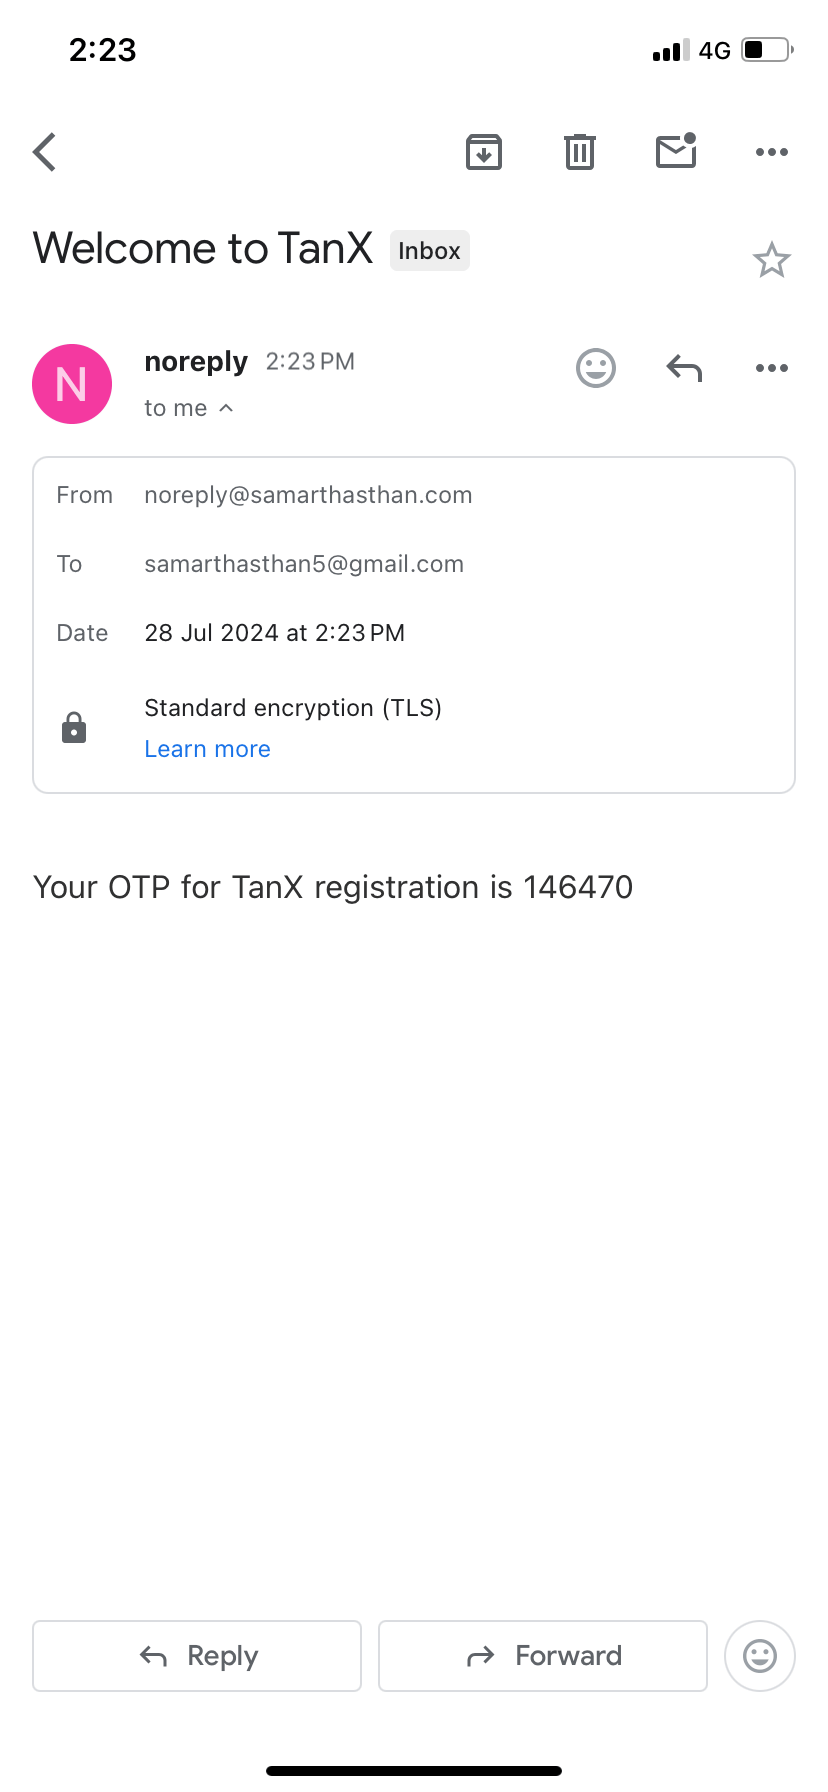 2:23
4G
Welcome to TanX Inbox
N
noreply 2:23 PM
to me
From noreply@samarthasthan.com
To samarthasthan5@gmail.com
Date 28 Jul 2024 at 2:23 PM
Standard encryption (TLS)
Learn more
Your OTP for TanX registration is 146470
Reply Forward